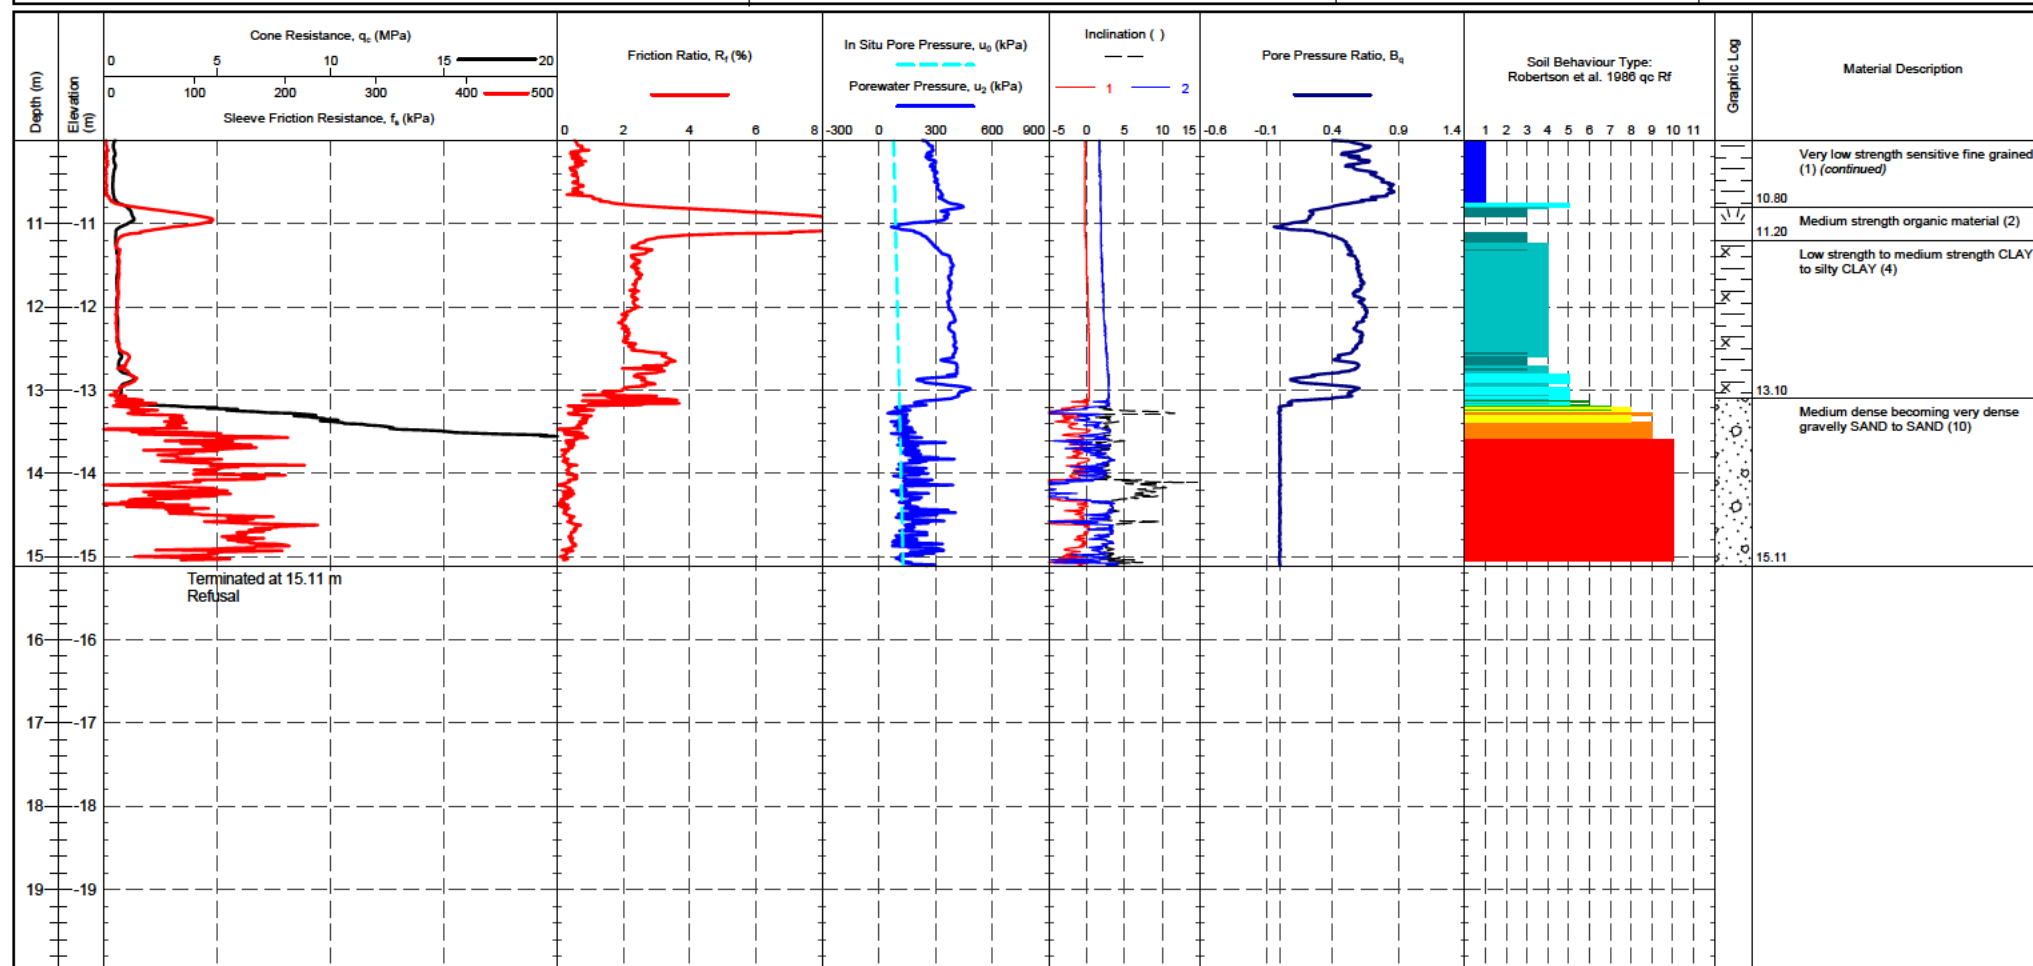 Depth (m)
Elevation (m)
Cone Resistance, qc (MPa)
0 5 10 15 20
0 100 200 300 400 500
Sleeve Friction Resistance, fs (kPa)
Friction Ratio, Rf (%)
0 2 4 6 8
In Situ Pore Pressure, u0 (kPa)
Porewater Pressure, u2 (kPa)
-300 0 300 600 900
Inclination ( )
1 2
-5 0 5 10 15
Pore Pressure Ratio, Bq
-0.6 -0.1 0.4 0.9 1.4
Soil Behaviour Type:
Robertson et al. 1986 qc Rf
1 2 3 4 5 6 7 8 9 10 11
Graphic Log
Material Description
Very low strength sensitive fine grained
(1) (continued)
10.80
11 -11
Medium strength organic material (2)
11.20
Low strength to medium strength CLAY
to silty CLAY (4)
12 -12
13 -13
13.10
Medium dense becoming very dense
gravelly SAND to SAND (10)
14 -14
15 -15
15.11
Terminated at 15.11 m
Refusal
16 -16
17 -17
18 -18
19 -19